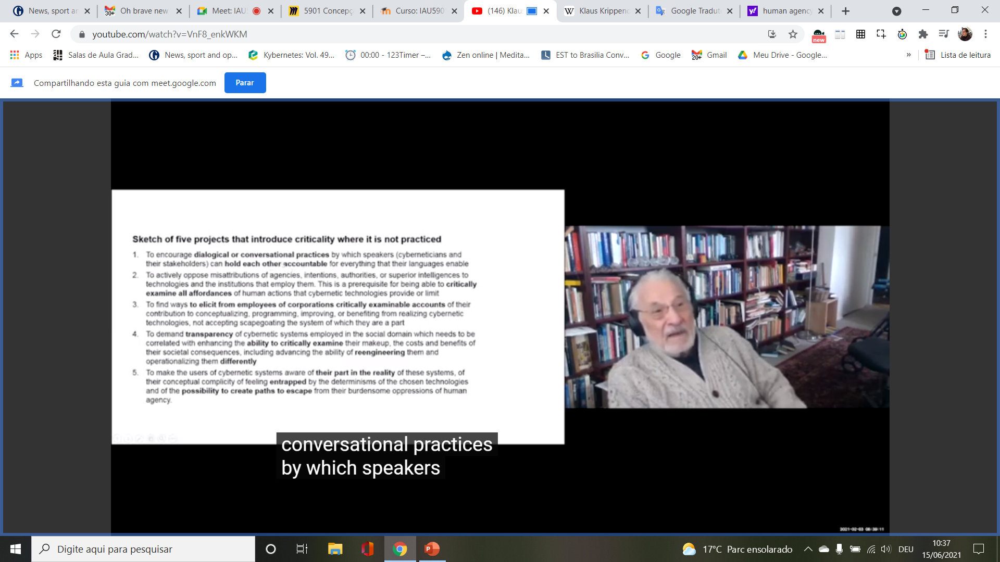 News, sport ar
30+
Oh brave new
Meet: IAU
5901 Concepç
Curso: IAU590
(146) Klau
W
Klaus Krippen
Google Tradut
y!
human agency
youtube.com/watch?v=VnF8_enkWKM
new
Apps
Salas de Aula Grad...
News, sport and op...
Kybernetes: Vol. 49...
00:00 - 123Timer –...
Zen online | Medita...
EST to Brasilia Conv...
Google
20+
Gmail
Meu Drive - Google...
»
Lista de leitura
Compartilhando esta guia com meet.google.com
Parar
Sketch of five projects that introduce criticality where it is not practiced
1. To encourage dialogical or conversational practices by which speakers (cyberneticians and
their stakeholders) can hold each other accountable for everything that their languages enable
2. To actively oppose misattributions of agencies, intentions, authorities, or superior intelligences to
technologies and the institutions that employ them. This is a prerequisite for being able to critically
examine all affordances of human actions that cybernetic technologies provide or limit
3. To find ways to elicit from employees of corporations critically examinable accounts of their
contribution to conceptualizing, programming, improving, or benefiting from realizing cybernetic
technologies, not accepting scapegoating the system of which they are a part
4. To demand transparency of cybernetic systems employed in the social domain which needs to be
correlated with enhancing the ability to critically examine their makeup, the costs and benefits of
their societal consequences, including advancing the ability of reengineering them and
operationalizing them differently
5. To make the users of cybernetic systems aware of their part in the reality of these systems, of
their conceptual complicity of feeling entrapped by the determinisms of the chosen technologies
and of the possibility to create paths to escape from their burdensome oppressions of human
agency.
conversational practices
by which speakers
2021-02-03
Digite aqui para pesquisar
P
17°C Parc ensolarado
DEU
10:37
15/06/2021